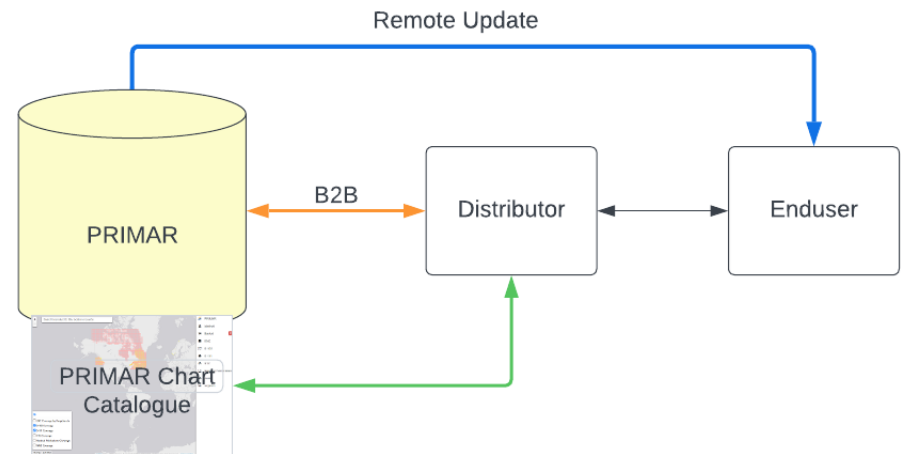 Remote Update
B2B
PRIMAR
Distributor
Enduser
PRIMAR Chart
Catalogue